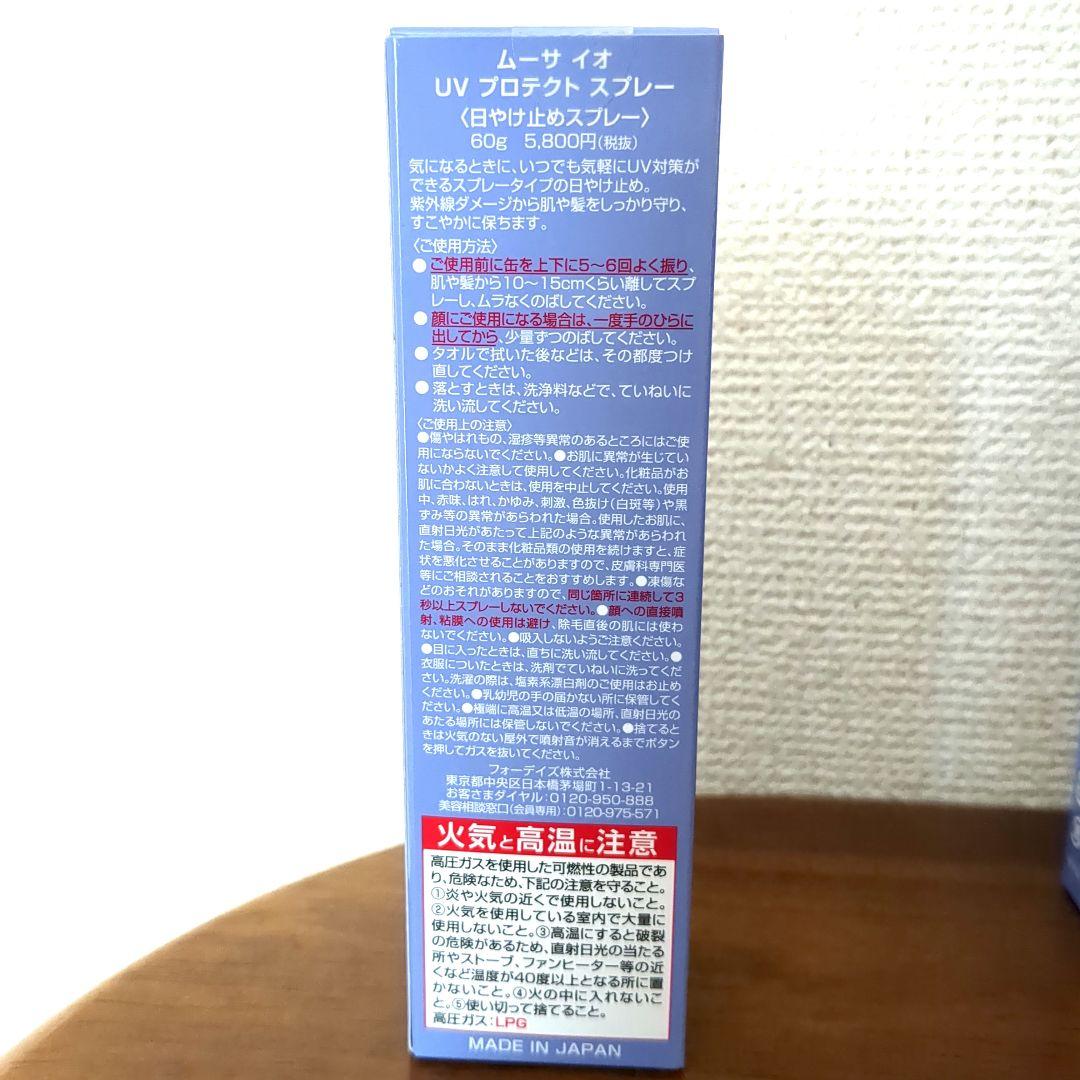 ムーサ イオ
UV プロテクト スプレー
〈日やけ止めスプレー〉
60g 5,800円(税抜)
気になるときに、いつでも気軽にUV対策が
できるスプレータイプの日やけ止め。
紫外線ダメージから肌や髪をしっかり守り、
すこやかに保ちます。
〈ご使用方法〉
●ご使用前に缶を上下に5〜6回よく振り、
肌や髪から10〜15cmくらい離してスプ
レーし、ムラなくのばしてください。
●顔にご使用になる場合は、一度手のひらに
出してから、少量ずつのばしてください。
●タオルで拭いた後などは、その都度つけ
直してください。
●落とすときは、洗浄料などで、ていねいに
洗い流してください。
〈ご使用上の注意〉
●傷やはれもの、湿疹等異常のあるところにはご使
用にならないでください。●お肌に異常が生じてい
ないかよく注意して使用してください。化粧品がお
肌に合わないときは、使用を中止してください。使用
中、赤味、はれ、かゆみ、刺激、色抜け(白斑等)や黒
ずみ等の異常があらわれた場合。使用したお肌に、
直射日光があたって上記のような異常があらわれ
た場合。そのまま化粧品類の使用を続けますと、症
状を悪化させることがありますので、皮膚科専門医
等にご相談されることをおすすめします。●凍傷な
どのおそれがありますので、同じ箇所に連続して3
秒以上スプレーしないでください。●顔への直接噴
射、粘膜への使用は避け、除毛直後の肌には使わ
ないでください。●吸入しないようご注意ください。
●目に入ったときは、直ちに洗い流してください。●
衣服についたときは、洗剤でていねいに洗ってくだ
さい。洗濯の際は、塩素系漂白剤のご使用はお止め
ください。●乳幼児の手の届かない所に保管してく
ださい。●極端に高温又は低温の場所、直射日光の
あたる場所には保管しないでください。●捨てると
きは火気のない屋外で噴射音が消えるまでボタン
を押してガスを抜いてください。
フォーデイズ株式会社
東京都中央区日本橋茅場町1-13-21
お客さまダイヤル:0120-950-888
美容相談窓口(会員専用):0120-975-571
火気と高温に注意
高圧ガスを使用した可燃性の製品であ
り、危険なため、下記の注意を守ること。
①炎や火気の近くで使用しないこと。
②火気を使用している室内で大量に
使用しないこと。③高温にすると破裂
の危険があるため、直射日光の当たる
所やストーブ、ファンヒーター等の近
くなど温度が40度以上となる所に置
かないこと。④火の中に入れないこ
と。⑤使い切って捨てること。
高圧ガス:LPG
MADE IN JAPAN